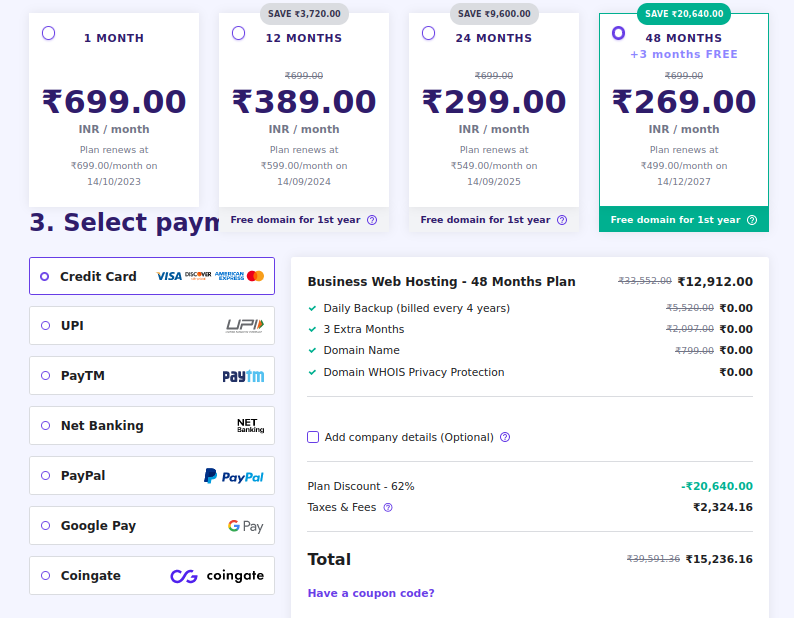 1 MONTH
₹699.00
INR / month
Plan renews at
₹699.00/month on
14/10/2023
SAVE ₹3,720.00
12 MONTHS
₹699.00
₹389.00
INR / month
Plan renews at
₹599.00/month on
14/09/2024
Free domain for 1st year
SAVE ₹9,600.00
24 MONTHS
₹699.00
₹299.00
INR / month
Plan renews at
₹549.00/month on
14/09/2025
Free domain for 1st year
SAVE ₹20,640.00
48 MONTHS
+3 months FREE
₹699.00
₹269.00
INR / month
Plan renews at
₹499.00/month on
14/12/2027
Free domain for 1st year
3. Select paym
Credit Card VISA DISCOVER AMERICAN EXPRESS
UPI UPI
PayTM paytm
Net Banking NET Banking
PayPal PayPal
Google Pay G Pay
Coingate coingate
Business Web Hosting - 48 Months Plan ₹33,552.00 ₹12,912.00
Daily Backup (billed every 4 years) ₹5,520.00 ₹0.00
3 Extra Months ₹2,097.00 ₹0.00
Domain Name ₹799.00 ₹0.00
Domain WHOIS Privacy Protection ₹0.00
Add company details (Optional)
Plan Discount - 62% -₹20,640.00
Taxes & Fees ₹2,324.16
Total ₹39,591.36 ₹15,236.16
Have a coupon code?